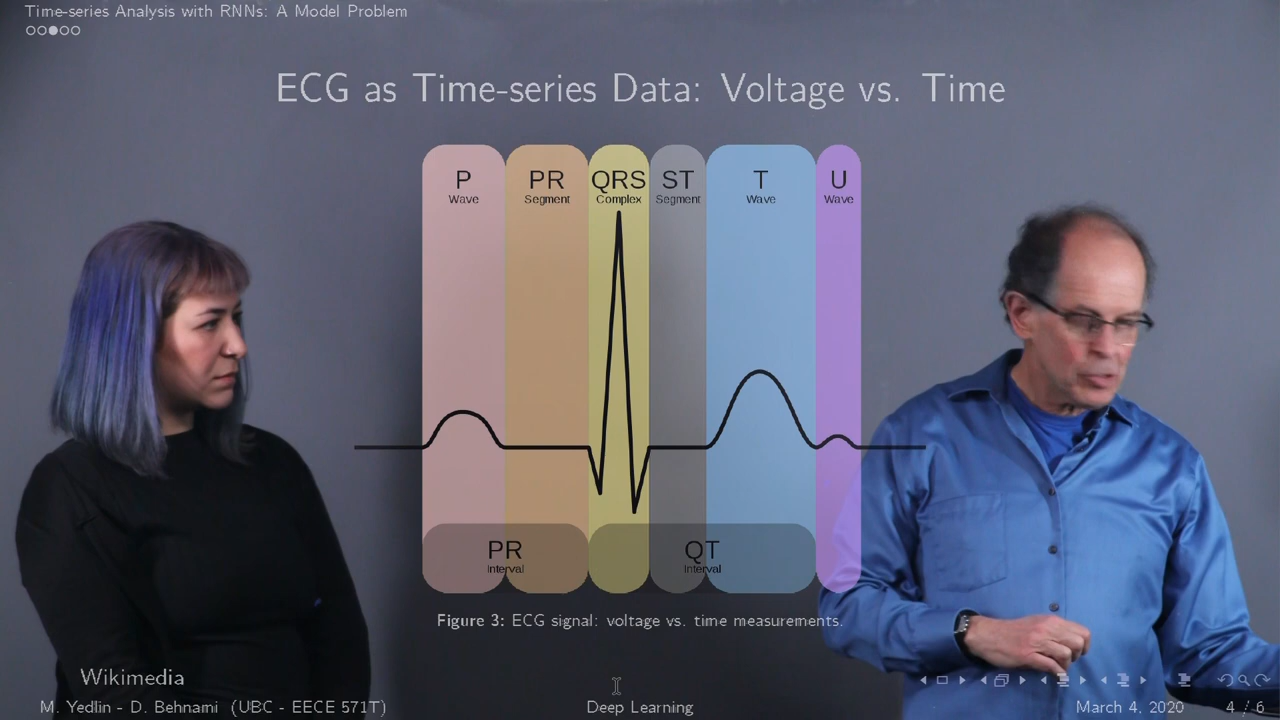 Time-series Analysis with RNNs: A Model Problem
ECG as Time-series Data: Voltage vs. Time
P
Wave
PR
Segment
QRS
Complex
ST
Segment
T
Wave
U
Wave
PR
Interval
QT
Interval
Figure 3: ECG signal: voltage vs. time measurements.
Wikimedia
M. Yedlin - D. Behnami (UBC - EECE 571T)
Deep Learning
March 4, 2020
4 / 6